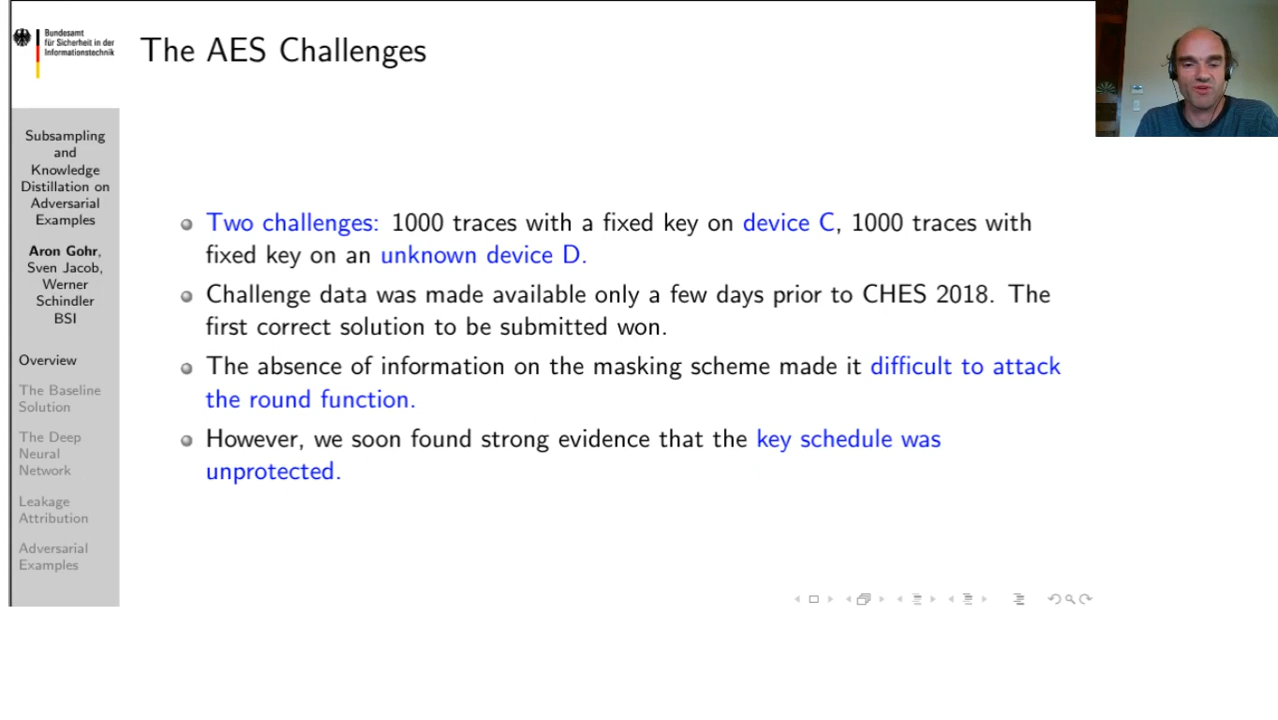 Bundesamt
für Sicherheit in der
Informationstechnik
The AES Challenges
Subsampling
and
Knowledge
Distillation on
Adversarial
Examples
Aron Gohr,
Sven Jacob,
Werner
Schindler
BSI
Overview
The Baseline
Solution
The Deep
Neural
Network
Leakage
Attribution
Adversarial
Examples
Two challenges: 1000 traces with a fixed key on device C, 1000 traces with
fixed key on an unknown device D.
Challenge data was made available only a few days prior to CHES 2018. The
first correct solution to be submitted won.
The absence of information on the masking scheme made it difficult to attack
the round function.
However, we soon found strong evidence that the key schedule was
unprotected.